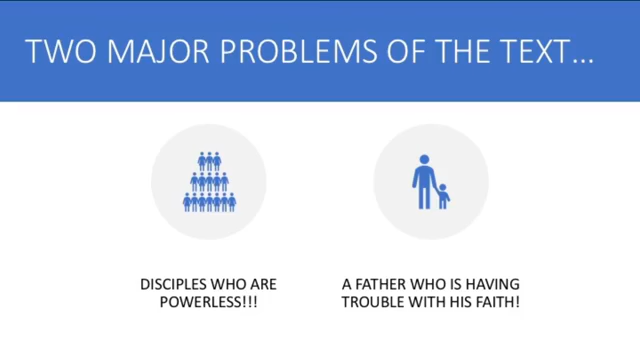 TWO MAJOR PROBLEMS OF THE TEXT...
DISCIPLES WHO ARE
POWERLESS!!!
A FATHER WHO IS HAVING
TROUBLE WITH HIS FAITH!